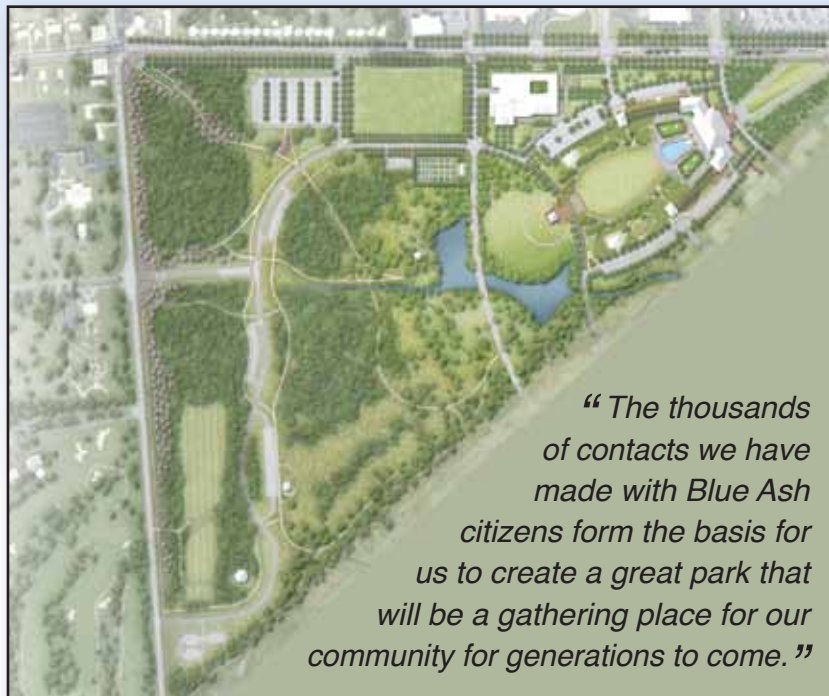 “ The thousands
of contacts we have
made with Blue Ash
citizens form the basis for
us to create a great park that
will be a gathering place for our
community for generations to come.”